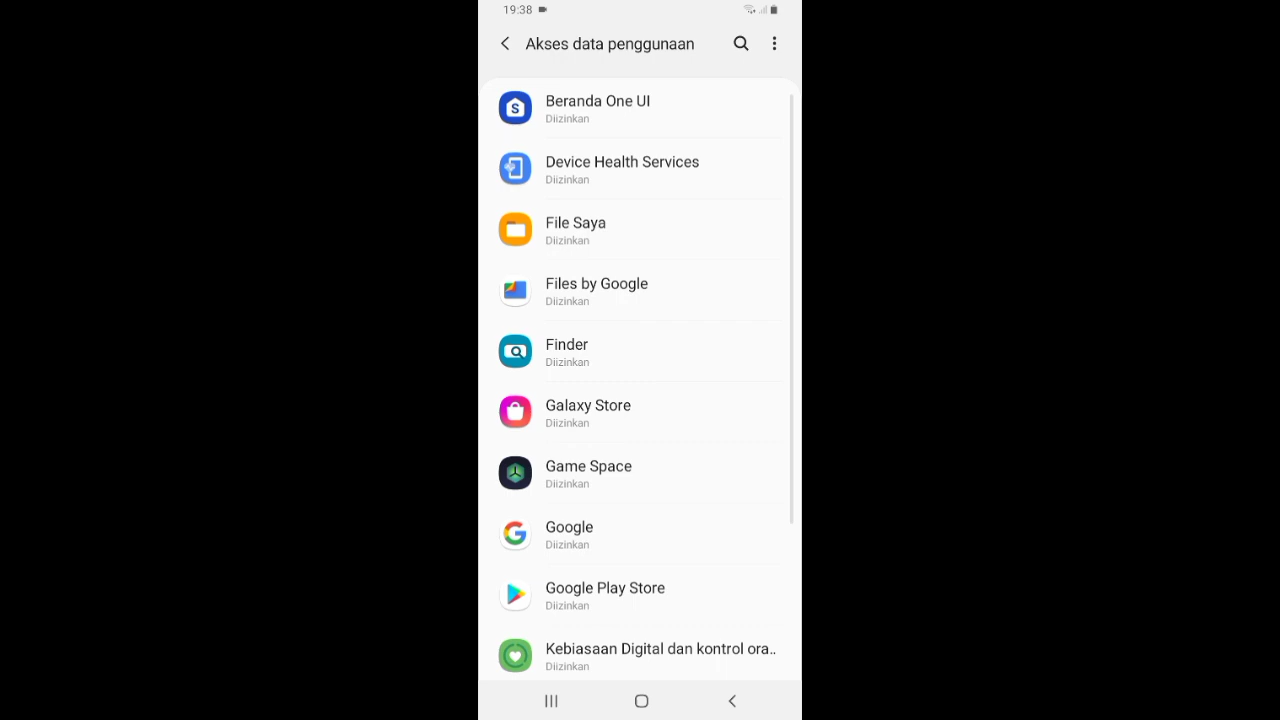 19:38
Akses data penggunaan
Beranda One UI
Diizinkan
Device Health Services
Diizinkan
File Saya
Diizinkan
Files by Google
Diizinkan
Finder
Diizinkan
Galaxy Store
Diizinkan
Game Space
Diizinkan
Google
Diizinkan
Google Play Store
Diizinkan
Kebiasaan Digital dan kontrol ora..
Diizinkan